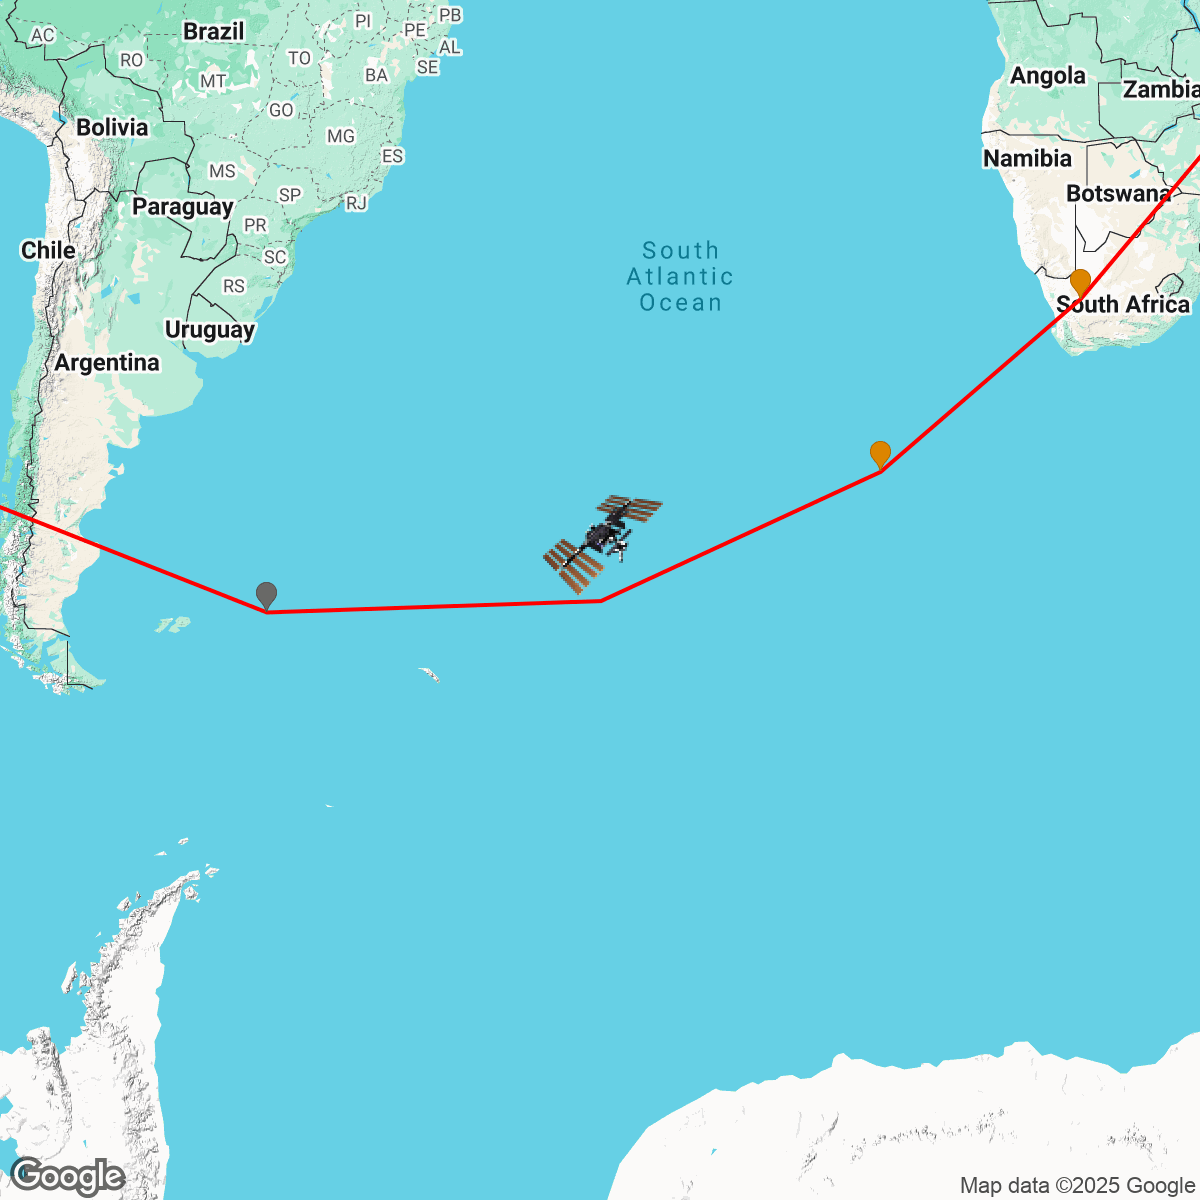 PB
PI
Brazil
PE
AC
AL
RO
TO
SE
BA
Angola
MT
Zambia
GO
Bolivia
MG
ES
Namibia
MS
Botswana
SP
RJ
Paraguay
PR
Chile
South
Atlantic
Ocean
SC
RS
South Africa
Uruguay
Argentina
Google
Map data ©2025 Google